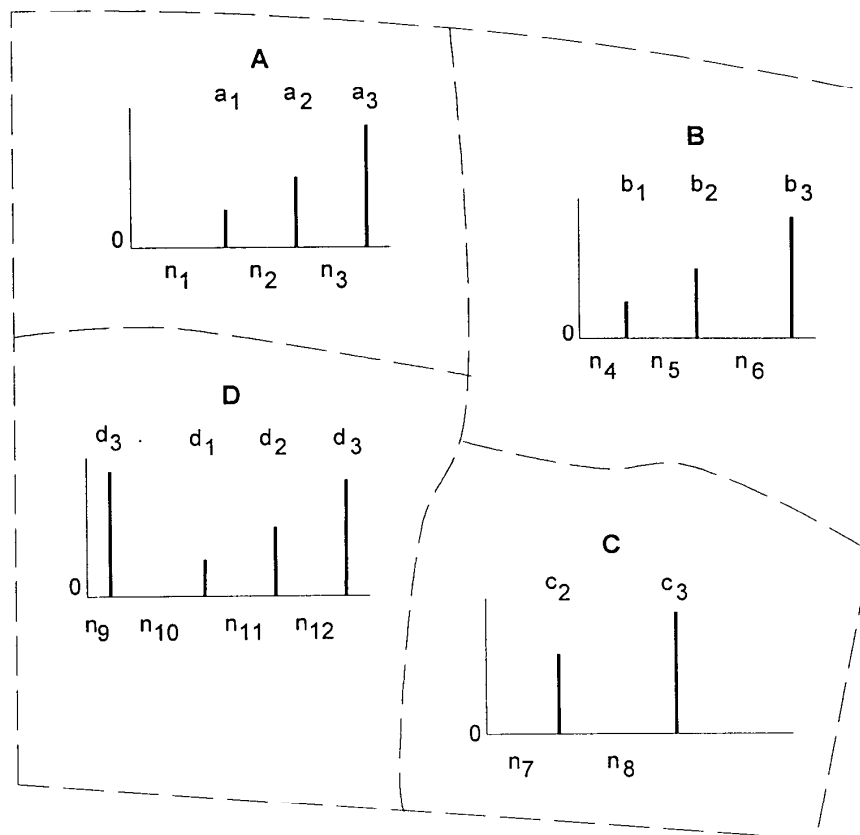 A
a1 a2 a3
0
n1 n2 n3
B
b1 b2 b3
0
n4 n5 n6
D
d3 d1 d2 d3
0
n9 n10 n11 n12
C
c2 c3
0
n7 n8